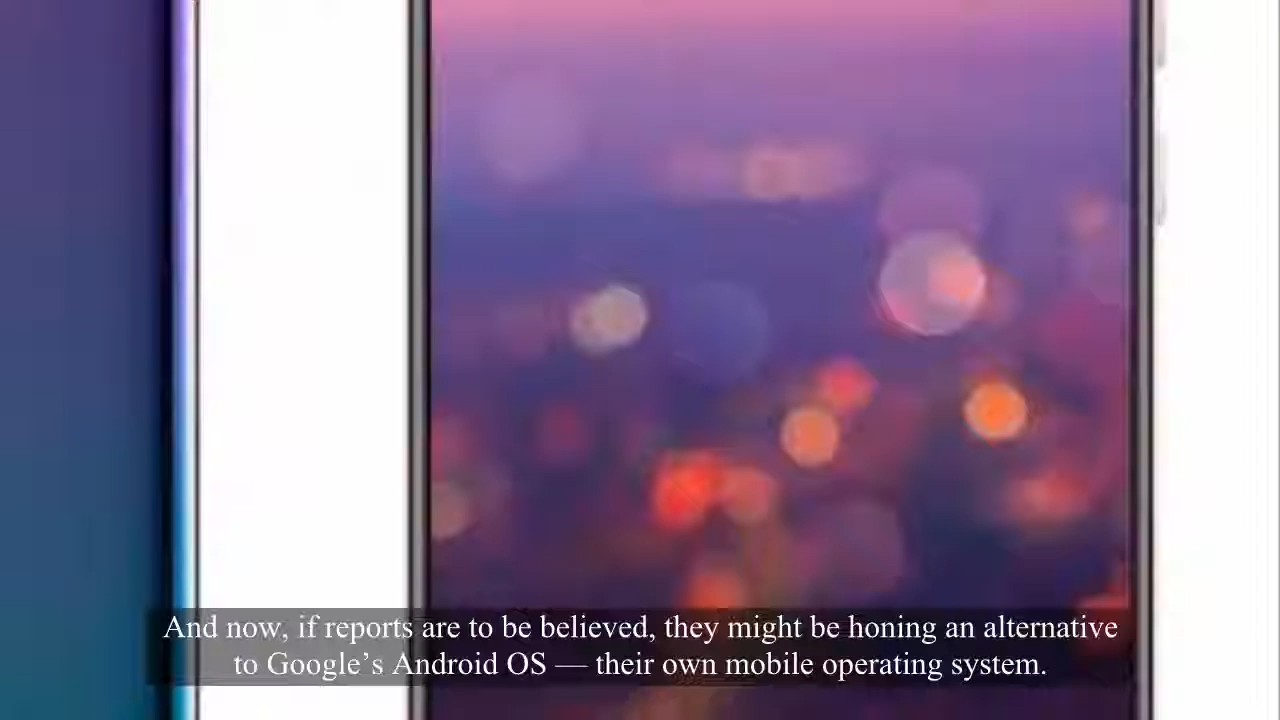 And now, if reports are to be believed, they might be honing an alternative
to Google’s Android OS — their own mobile operating system.